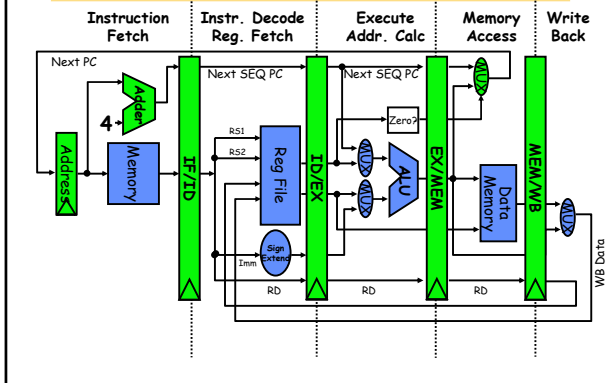 Instruction
Fetch
Instr. Decode
Reg. Fetch
Execute
Addr. Calc
Memory
Access
Write
Back
Next PC
Next SEQ PC
Next SEQ PC
4
Adder
Address
Memory
IF/ID
RS1
RS2
Reg File
Sign
Extend
Imm
RD
ID/EX
Zero?
MUX
MUX
ALU
RD
EX/MEM
MUX
Data
Memory
RD
MEM/WB
MUX
WB Data